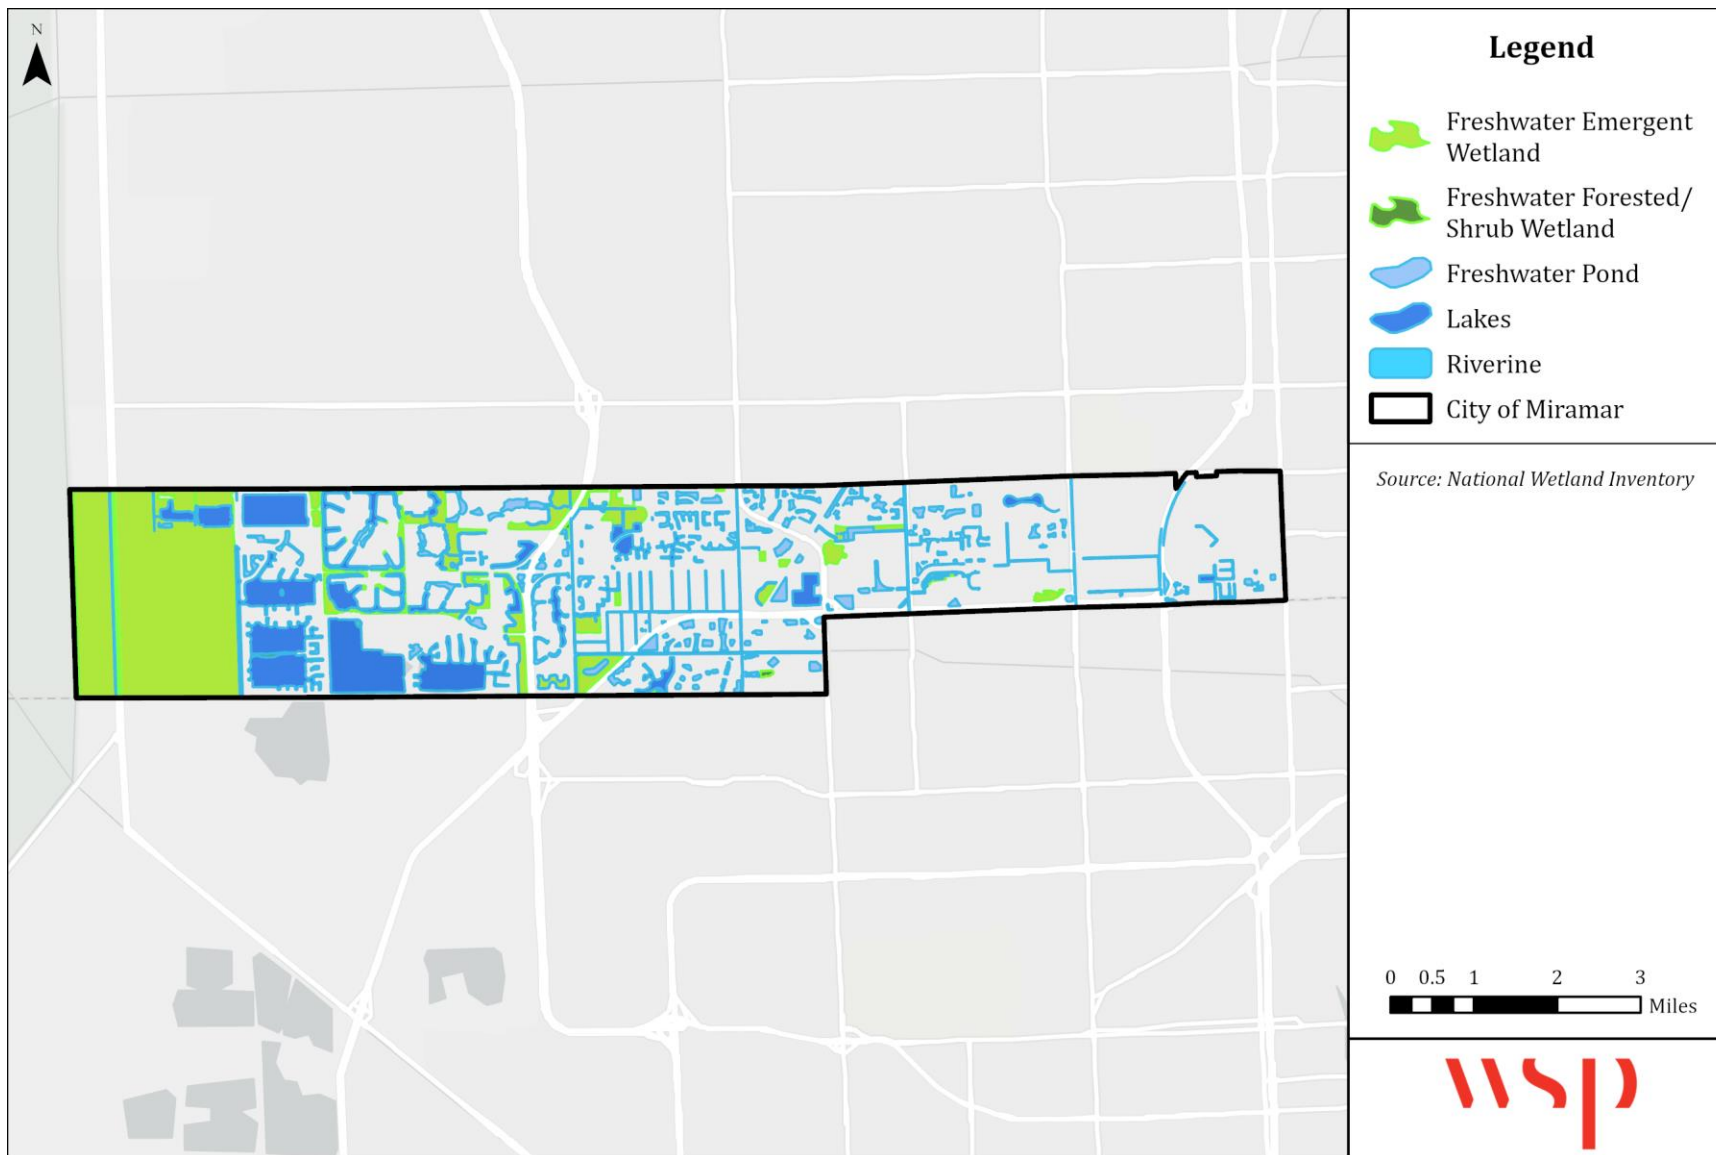 N
Legend
Freshwater Emergent
Wetland
Freshwater Forested/
Shrub Wetland
Freshwater Pond
Lakes
Riverine
City of Miramar
Source: National Wetland Inventory
0 0.5 1 2 3
Miles
wsp